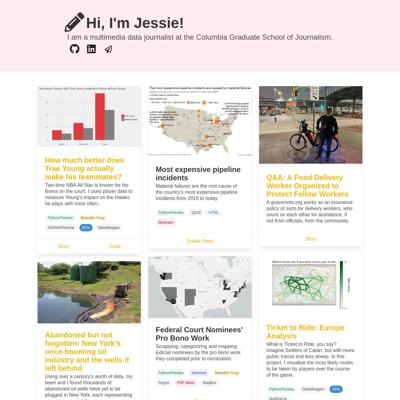 Hi, I'm Jessie!
I am a multimedia data journalist at the Columbia Graduate School of Journalism.
How much better does
Trae Young actually
make his teammates?
Two-time NBA All Star is known for his
finess on the court. I used player data to
measure Young's impact on the Hawks
he plays with most often.
Python/Pandas
Beautiful Soup
GGPlot/Plotnine
APIs
DataWrapper
Story
Code
The most expensive pipeline incidents are caused by material failures
Most expensive pipeline
incidents
Material failures are the root cause of
the country's most expensive pipeline
incidents from 2010 to today.
Python/Pandas
QGIS
HTML
Illustrator
Sneak Peek
Q&A: A Food Delivery
Worker Organized to
Protect Fellow Workers
A grassroots org works as an insurance
policy of sorts for delivery workers, who
count on each other for assistance, if
not from officials, from the community.
Story
Abandoned but not
forgotten: New York's
once-booming oil
industry and the wells it
left behind
Using over a century's worth of data, my
team and I found thousands of
abandoned oil wells have yet to be
plugged in New York, each representing
Federal Court Nominees'
Pro Bono Work
Scrapping, categorizing and mapping
judicial nominees by the pro bono work
they completed prior to nomination.
Python/Pandas
Selenium
Beautiful Soup
Regex
PDF Miner
Mapbox
Ticket to Ride: Europe
Analysis
What is Ticket to Ride, you say?
Imagine Settlers of Catan, but with more
public transit and less sheep. In this
project, I visualize the most likely routes
to be taken by players over the course
of the game.
Python/Pandas
DataWrapper
APIs